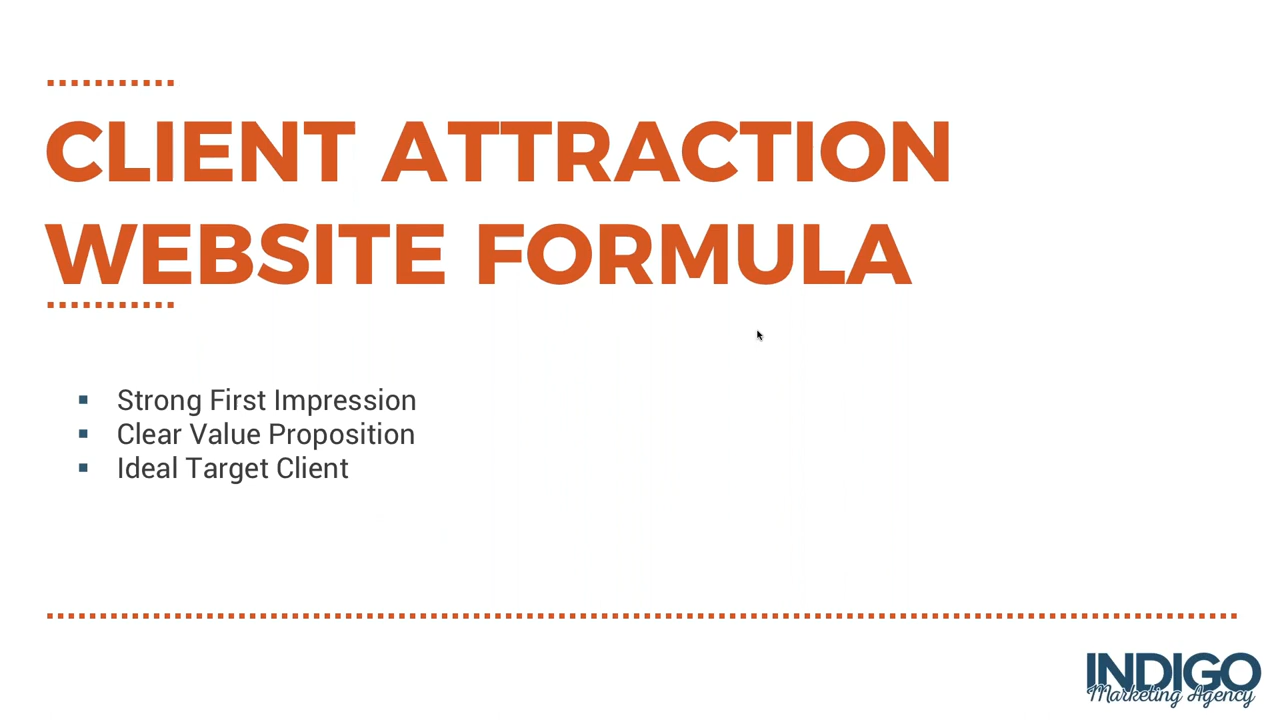 CLIENT ATTRACTION
WEBSITE FORMULA
Strong First Impression
Clear Value Proposition
Ideal Target Client
INDIGO
Marketing Agency